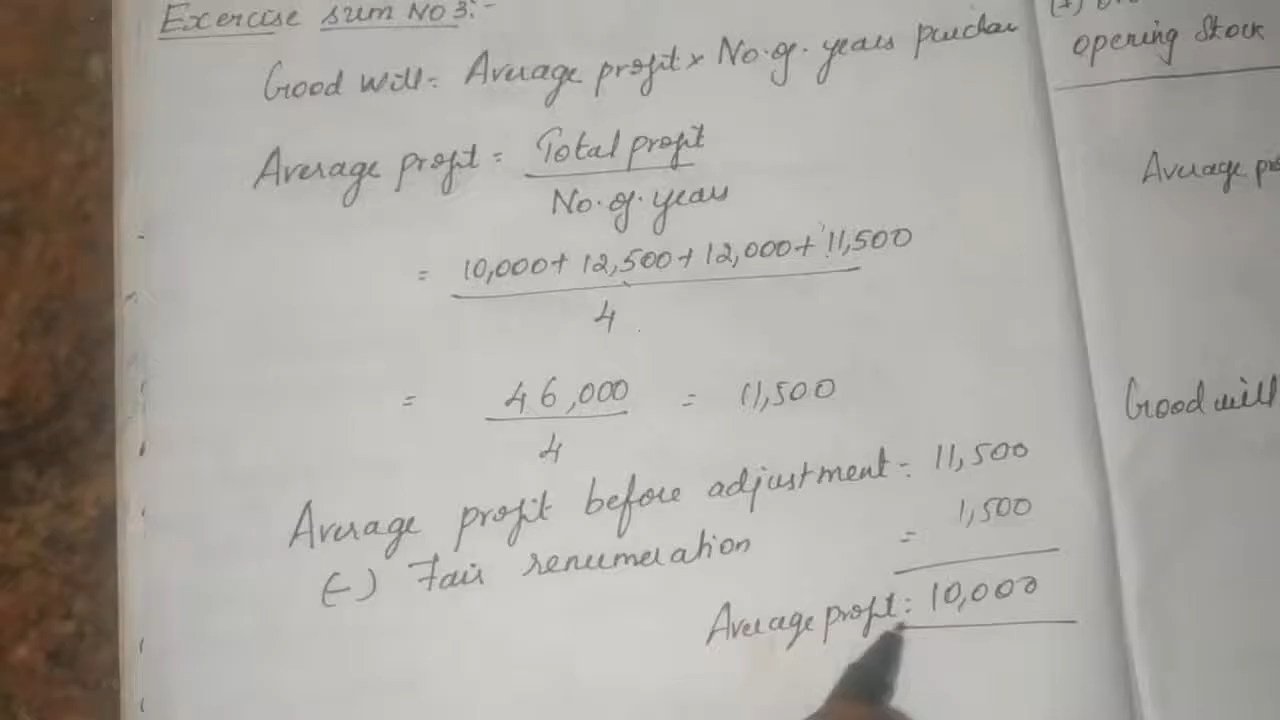 Exercise sum No 3:-
Good will = Average profit x No. of. years purchase
Average profit = Total profit
No. of. years
= 10,000 + 12,500 + 12,000 + 11,500
4
= 46,000 = 11,500
4
Average profit before adjustment = 11,500
(-) Fair renumeration = 1,500
Average profit = 10,000
opening Stock
Average
Good will